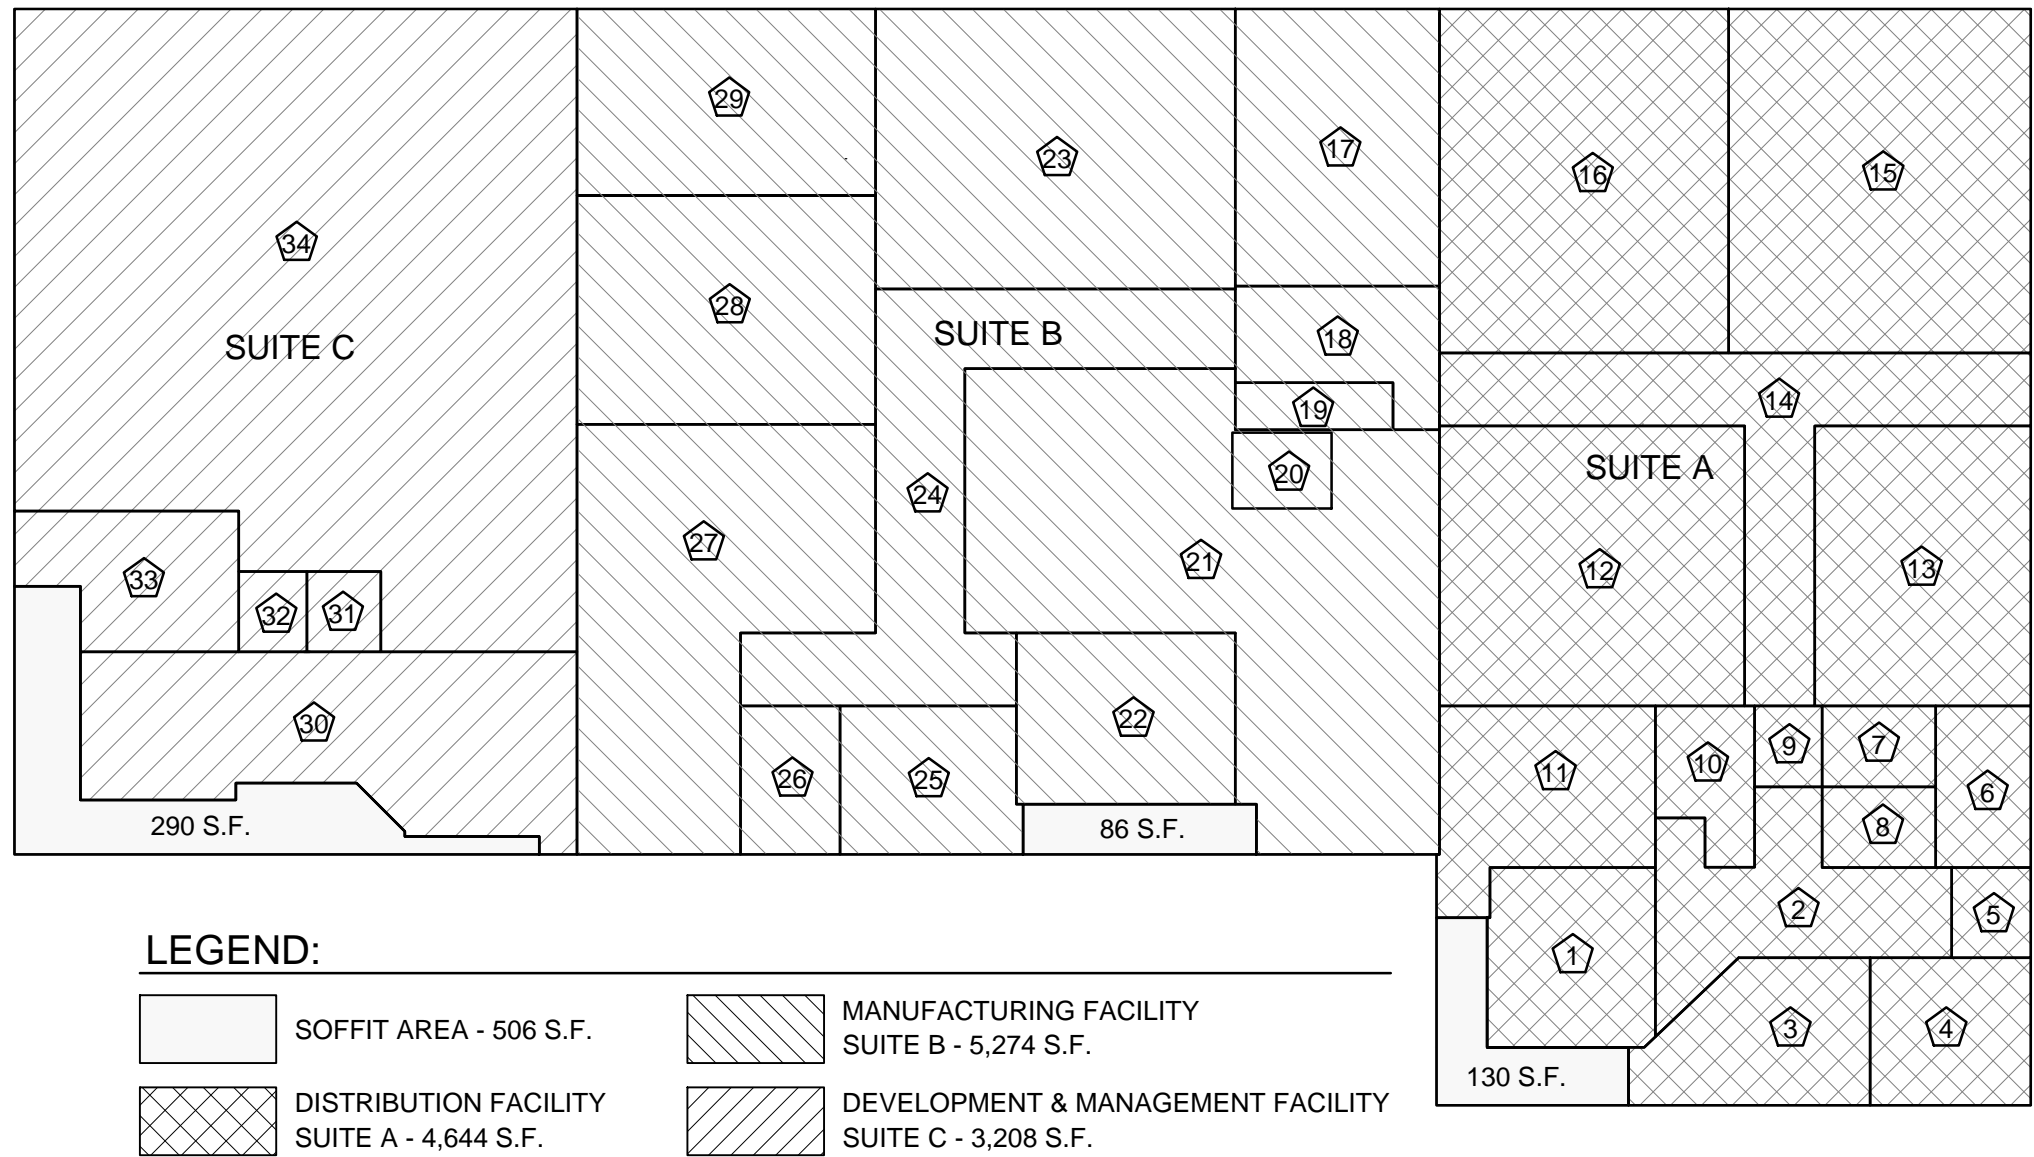 29
23
17
16
15
34
28
18
SUITE B
SUITE C
14
19
SUITE A
20
24
27
21
12
13
33
32
31
30
22
26
25
11
10
9
7
6
8
290 S.F.
86 S.F.
2
5
1
3
4
130 S.F.
LEGEND:
SOFFIT AREA - 506 S.F.
MANUFACTURING FACILITY
SUITE B - 5,274 S.F.
DISTRIBUTION FACILITY
SUITE A - 4,644 S.F.
DEVELOPMENT & MANAGEMENT FACILITY
SUITE C - 3,208 S.F.